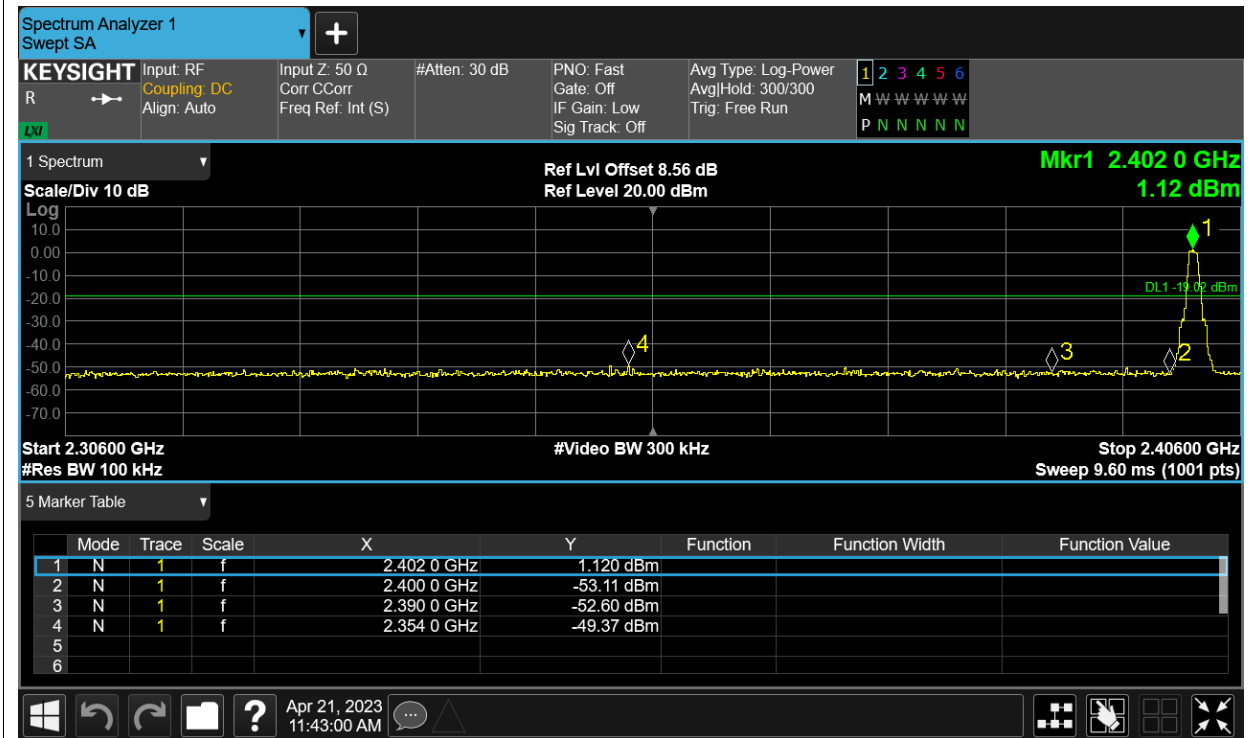 Spectrum Analyzer 1
Swept SA
KEYSIGHT
R
LXI
Input: RF
Coupling: DC
Align: Auto
Input Z: 50 Ω
Corr CCorr
Freq Ref: Int (S)
#Atten: 30 dB
PNO: Fast
Gate: Off
IF Gain: Low
Sig Track: Off
Avg Type: Log-Power
Avg|Hold: 300/300
Trig: Free Run
1 2 3 4 5 6
M W W W W W
P N N N N N
1 Spectrum
Scale/Div 10 dB
Ref Lvl Offset 8.56 dB
Ref Level 20.00 dBm
Mkr1 2.402 0 GHz
1.12 dBm
Log
10.0
0.00
-10.0
-20.0
-30.0
-40.0
-50.0
-60.0
-70.0
1
DL1 -19.02 dBm
4
3
2
Start 2.30600 GHz
#Video BW 300 kHz
Stop 2.40600 GHz
#Res BW 100 kHz
Sweep 9.60 ms (1001 pts)
5 Marker Table
Mode Trace Scale X Y Function Function Width Function Value
1 N 1 f 2.402 0 GHz 1.120 dBm
2 N 1 f 2.400 0 GHz -53.11 dBm
3 N 1 f 2.390 0 GHz -52.60 dBm
4 N 1 f 2.354 0 GHz -49.37 dBm
5
6
?
Apr 21, 2023
11:43:00 AM